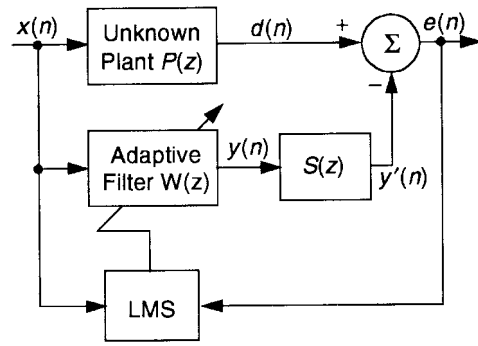 x(n)
Unknown
Plant P(z)
d(n)
+
Σ
e(n)
−
Adaptive
Filter W(z)
y(n)
S(z)
y'(n)
LMS